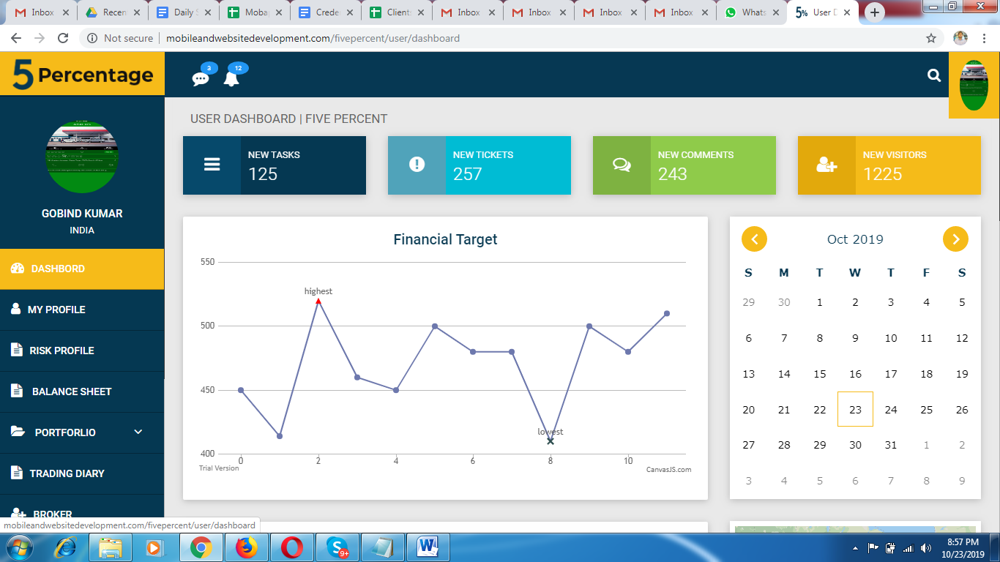 Inbox
Recen
Daily S
Mobap
Crede
Client
Inbox
Inbox
Inbox
Inbox
Whats
5% User D
Not secure | mobileandwebsitedevelopment.com/fivepercent/user/dashboard
5 Percentage
3
12
GOBIND KUMAR
INDIA
DASHBORD
MY PROFILE
RISK PROFILE
BALANCE SHEET
PORTFORLIO
TRADING DIARY
BROKER
USER DASHBOARD | FIVE PERCENT
NEW TASKS
125
NEW TICKETS
257
NEW COMMENTS
243
NEW VISITORS
1225
Financial Target
550
500
450
400
highest
lowest
0 2 4 6 8 10
Trial Version
CanvasJS.com
Oct 2019
S M T W T F S
29 30 1 2 3 4 5
6 7 8 9 10 11 12
13 14 15 16 17 18 19
20 21 22 23 24 25 26
27 28 29 30 31 1 2
3 4 5 6 7 8 9
mobileandwebsitedevelopment.com/fivepercent/user/dashboard
9+
8:57 PM
10/23/2019